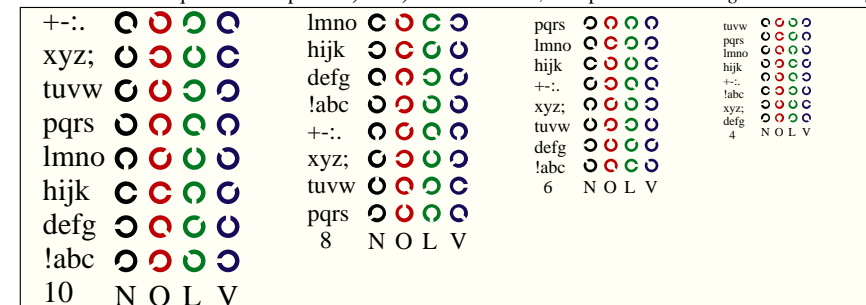 +-:.
xyz;
tuvw
pqrs
lmno
hijk
defg
!abc
10 N O L V
lmno
hijk
defg
!abc
+-:.
xyz;
tuvw
pqrs
8 N O L V
pqrs
lmno
hijk
+-:.
xyz;
tuvw
defg
!abc
6 N O L V
tuvw
pqrs
lmno
hijk
+-:.
!abc
xyz;
defg
4 N O L V